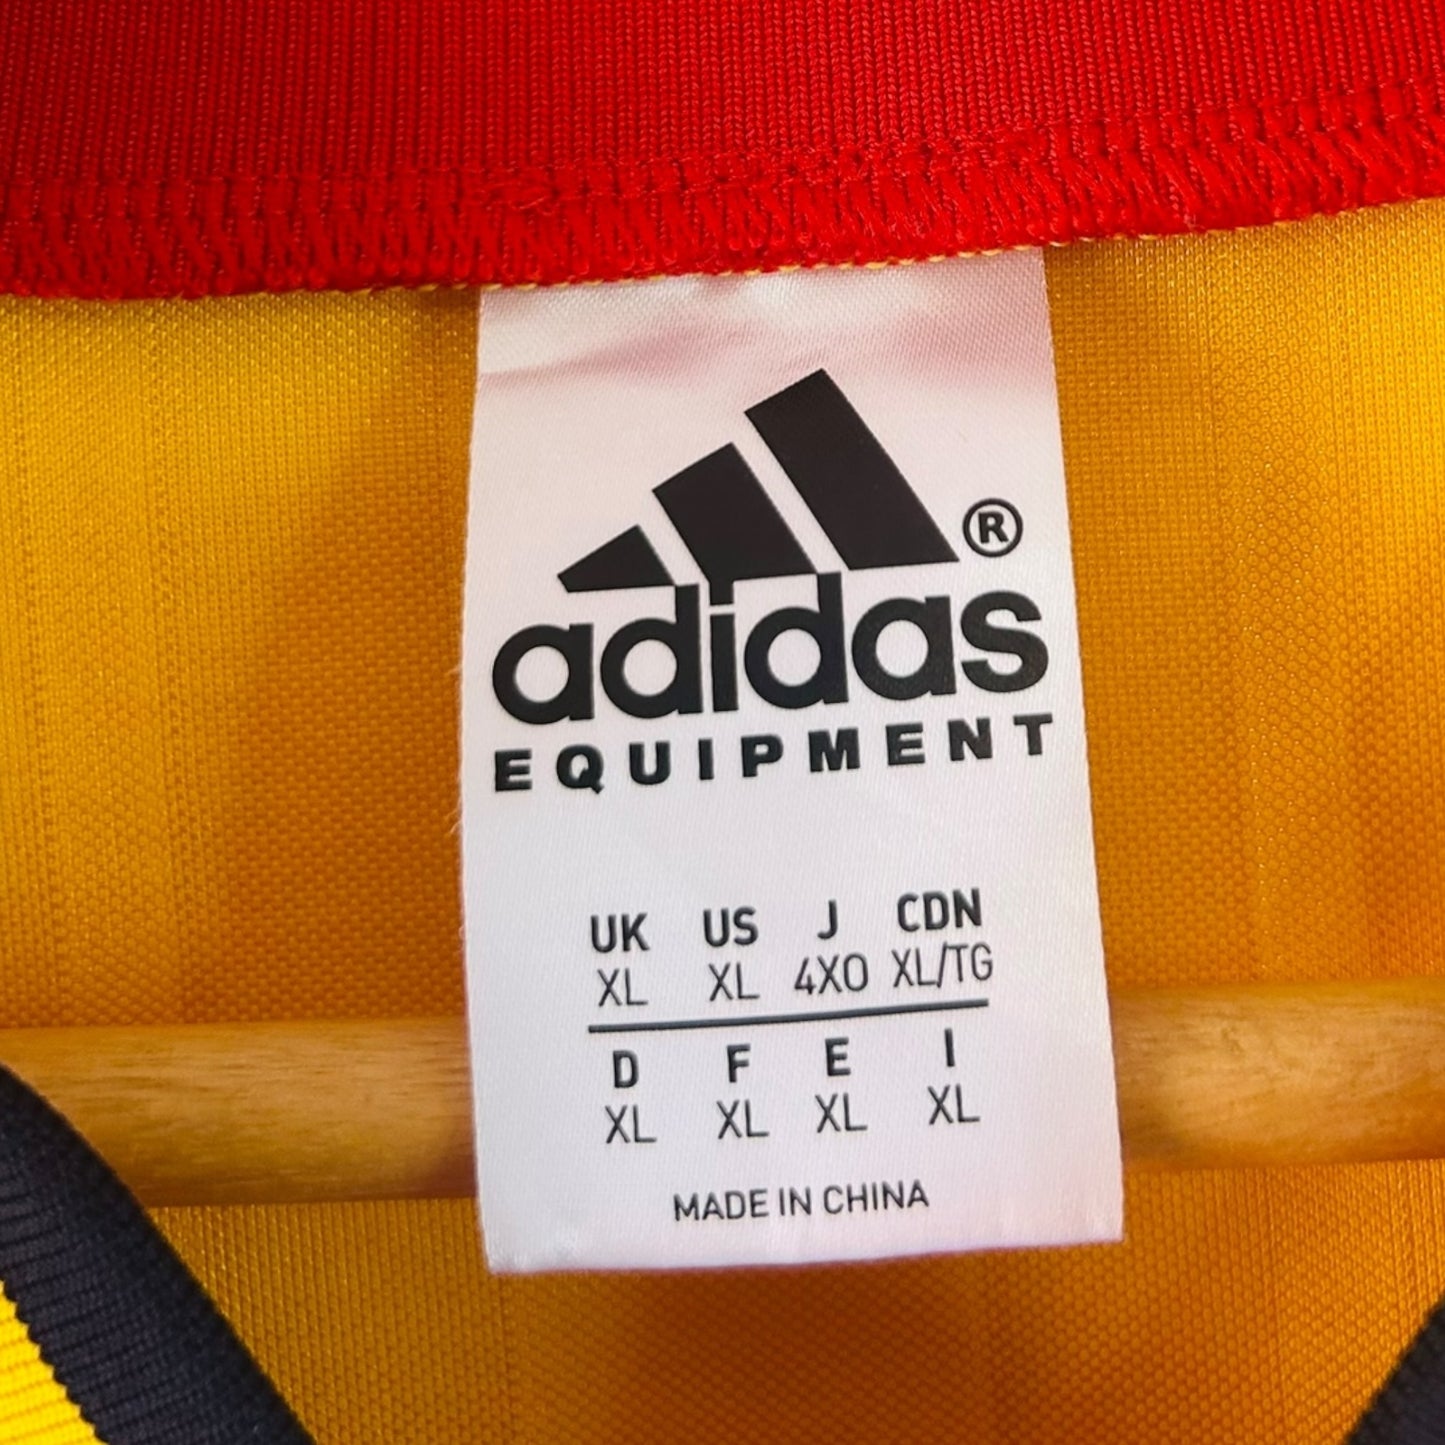 ®
adidas
EQUIPMENT
UK US J CDN
XL XL 4XO XL/TG
D F E I
XL XL XL XL
MADE IN CHINA